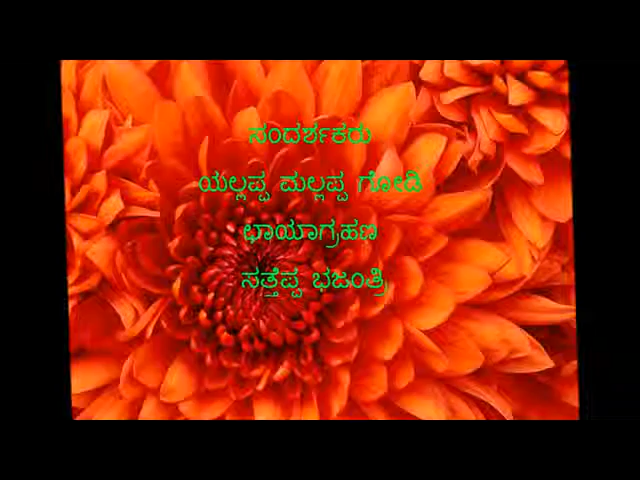 ಸಂದರ್ಶಕರು
ಯಲ್ಲಪ್ಪ ಮಲ್ಲಪ್ಪ ಗೋಡಿ
ಛಾಯಾಗ್ರಹಣ
ಸತ್ತೆಪ್ಪ ಭಜಂತ್ರಿ